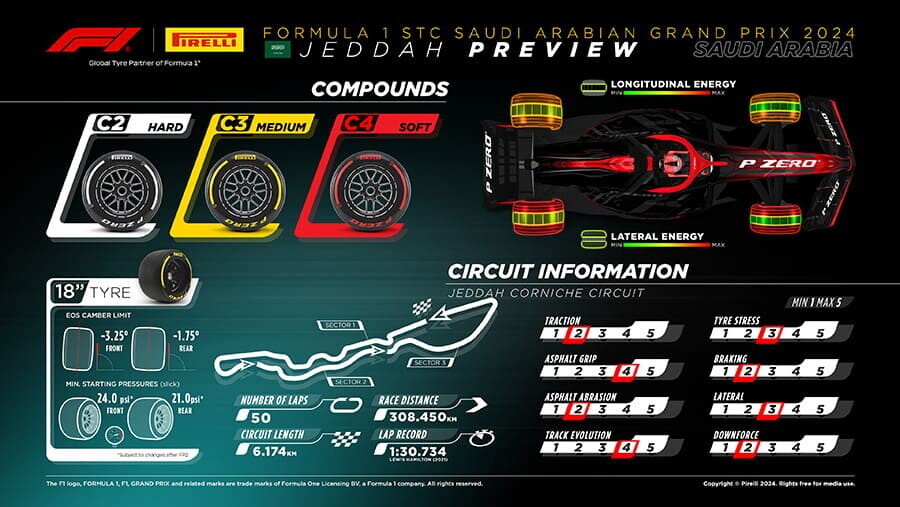 F1
PIRELLI
Global Tyre Partner of Formula 1®
FORMULA 1 STC SAUDI ARABIAN GRAND PRIX 2024
JEDDAH PREVIEW
SAUDI ARABIA
COMPOUNDS
C2 HARD
C3 MEDIUM
C4 SOFT
PIRELLI
P ZERO
PIRELLI
P ZERO
PIRELLI
P ZERO
LONGITUDINAL ENERGY
MIN MAX
P ZERO
P ZERO
PIRELLI
PIRELLI
LATERAL ENERGY
MIN MAX
18” TYRE
EOS CAMBER LIMIT
-3.25°
FRONT
-1.75°
REAR
MIN. STARTING PRESSURES (slick)
24.0 psi*
FRONT
21.0 psi*
REAR
*Subject to changes after FP2
CIRCUIT INFORMATION
JEDDAH CORNICHE CIRCUIT
SECTOR 1
SECTOR 2
SECTOR 3
NUMBER OF LAPS
50
RACE DISTANCE
308.450 KM
CIRCUIT LENGTH
6.174 KM
LAP RECORD
1:30.734
LEWIS HAMILTON (2021)
MIN 1 MAX 5
TRACTION
1 2 3 4 5
TYRE STRESS
1 2 3 4 5
ASPHALT GRIP
1 2 3 4 5
BRAKING
1 2 3 4 5
ASPHALT ABRASION
1 2 3 4 5
LATERAL
1 2 3 4 5
TRACK EVOLUTION
1 2 3 4 5
DOWNFORCE
1 2 3 4 5
The F1 logo, FORMULA 1, F1, GRAND PRIX and related marks are trade marks of Formula One Licensing BV, a Formula 1 company. All rights reserved.
Copyright © Pirelli 2024. Rights free for media use.